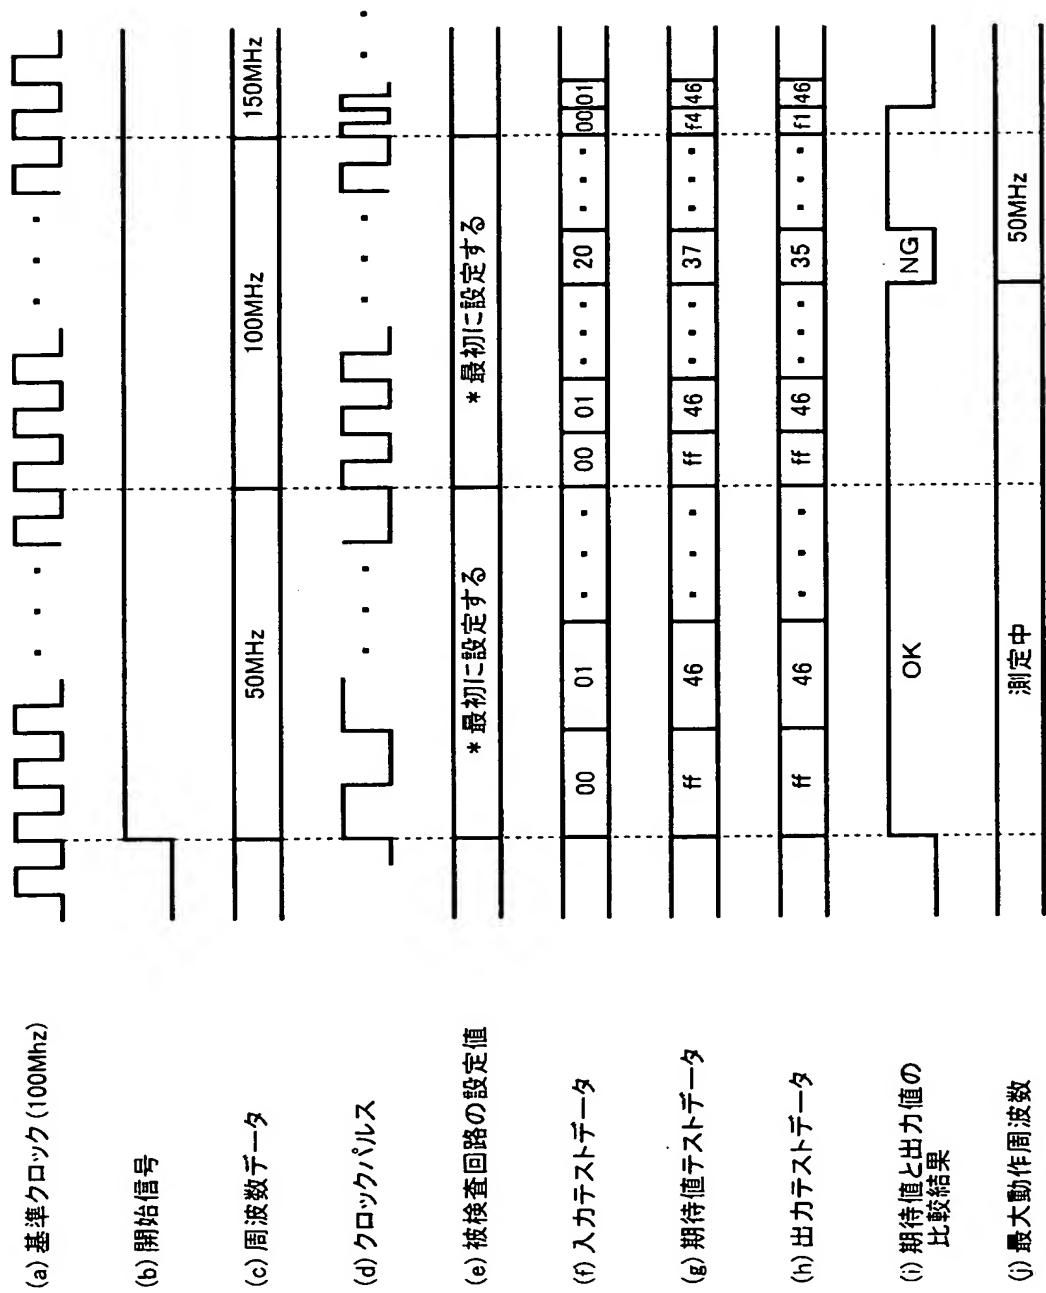 (a) 基準クロック(100Mhz)
(b) 開始信号
(c) 周波数データ
50MHz
100MHz
150MHz
(d) クロックパルス
(e) 被検査回路の設定値
*最初に設定する
*最初に設定する
(f) 入力テストデータ
00
01
00
01
20
00
01
(g) 期待値テストデータ
ff
46
ff
46
37
f4
46
(h) 出力テストデータ
ff
46
ff
46
35
f1
46
(i) 期待値と出力値の
比較結果
OK
NG
(j) 最大動作周波数
測定中
50MHz